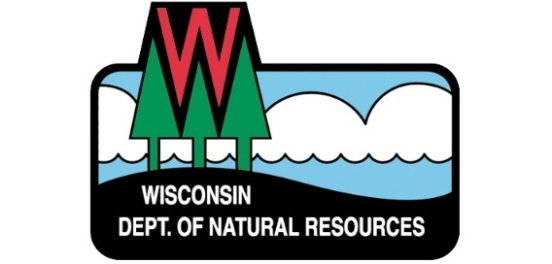 W
WISCONSIN
DEPT. OF NATURAL RESOURCES